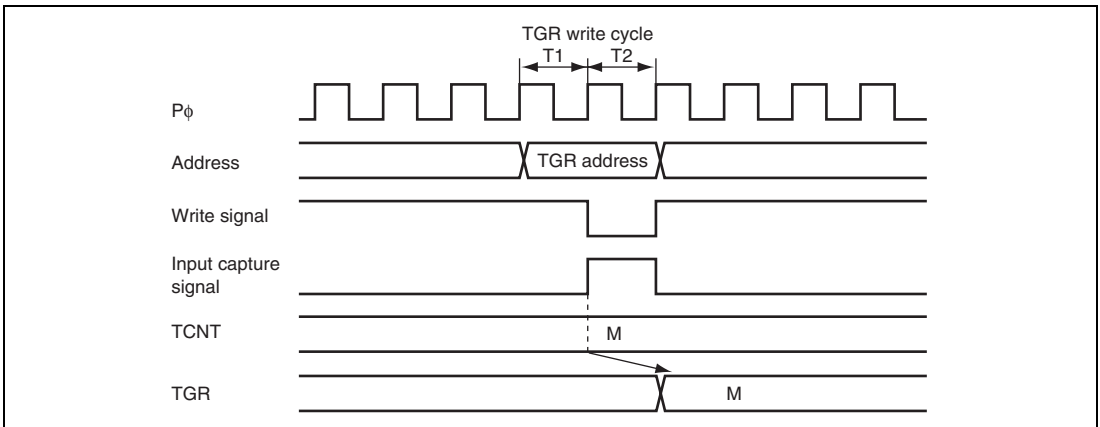 TGR write cycle
T1 T2
Pϕ
Address
TGR address
Write signal
Input capture
signal
TCNT
M
TGR
M